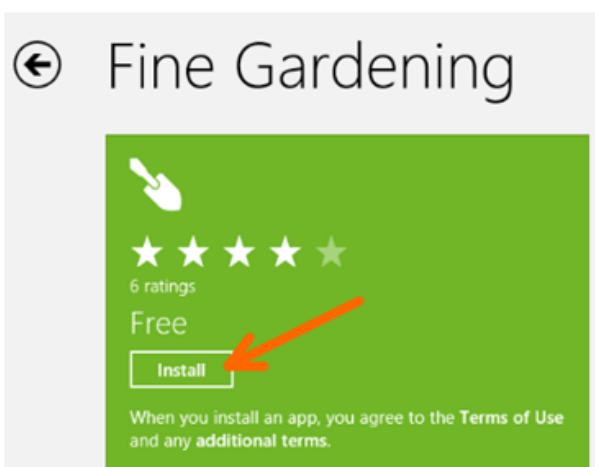 Fine Gardening
6 ratings
Free
Install
When you install an app, you agree to the Terms of Use
and any additional terms.